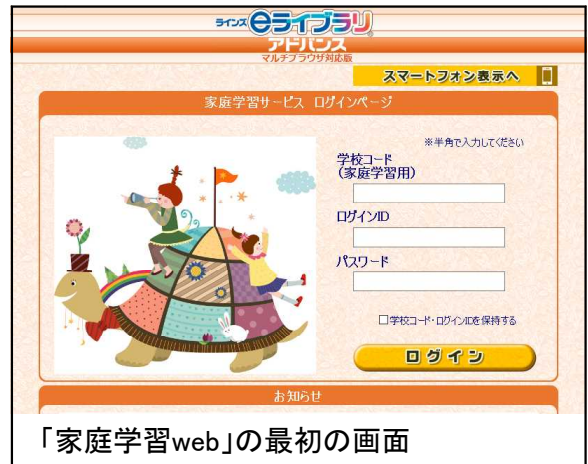 ラインズeライブラリ
アドバンス
マルチブラウザ対応版
スマートフォン表示へ
家庭学習サービス ログインページ
※半角で入力してください
学校コード
(家庭学習用)
ログインID
パスワード
□学校コード・ログインIDを保持する
ログイン
お知らせ
「家庭学習web」の最初の画面